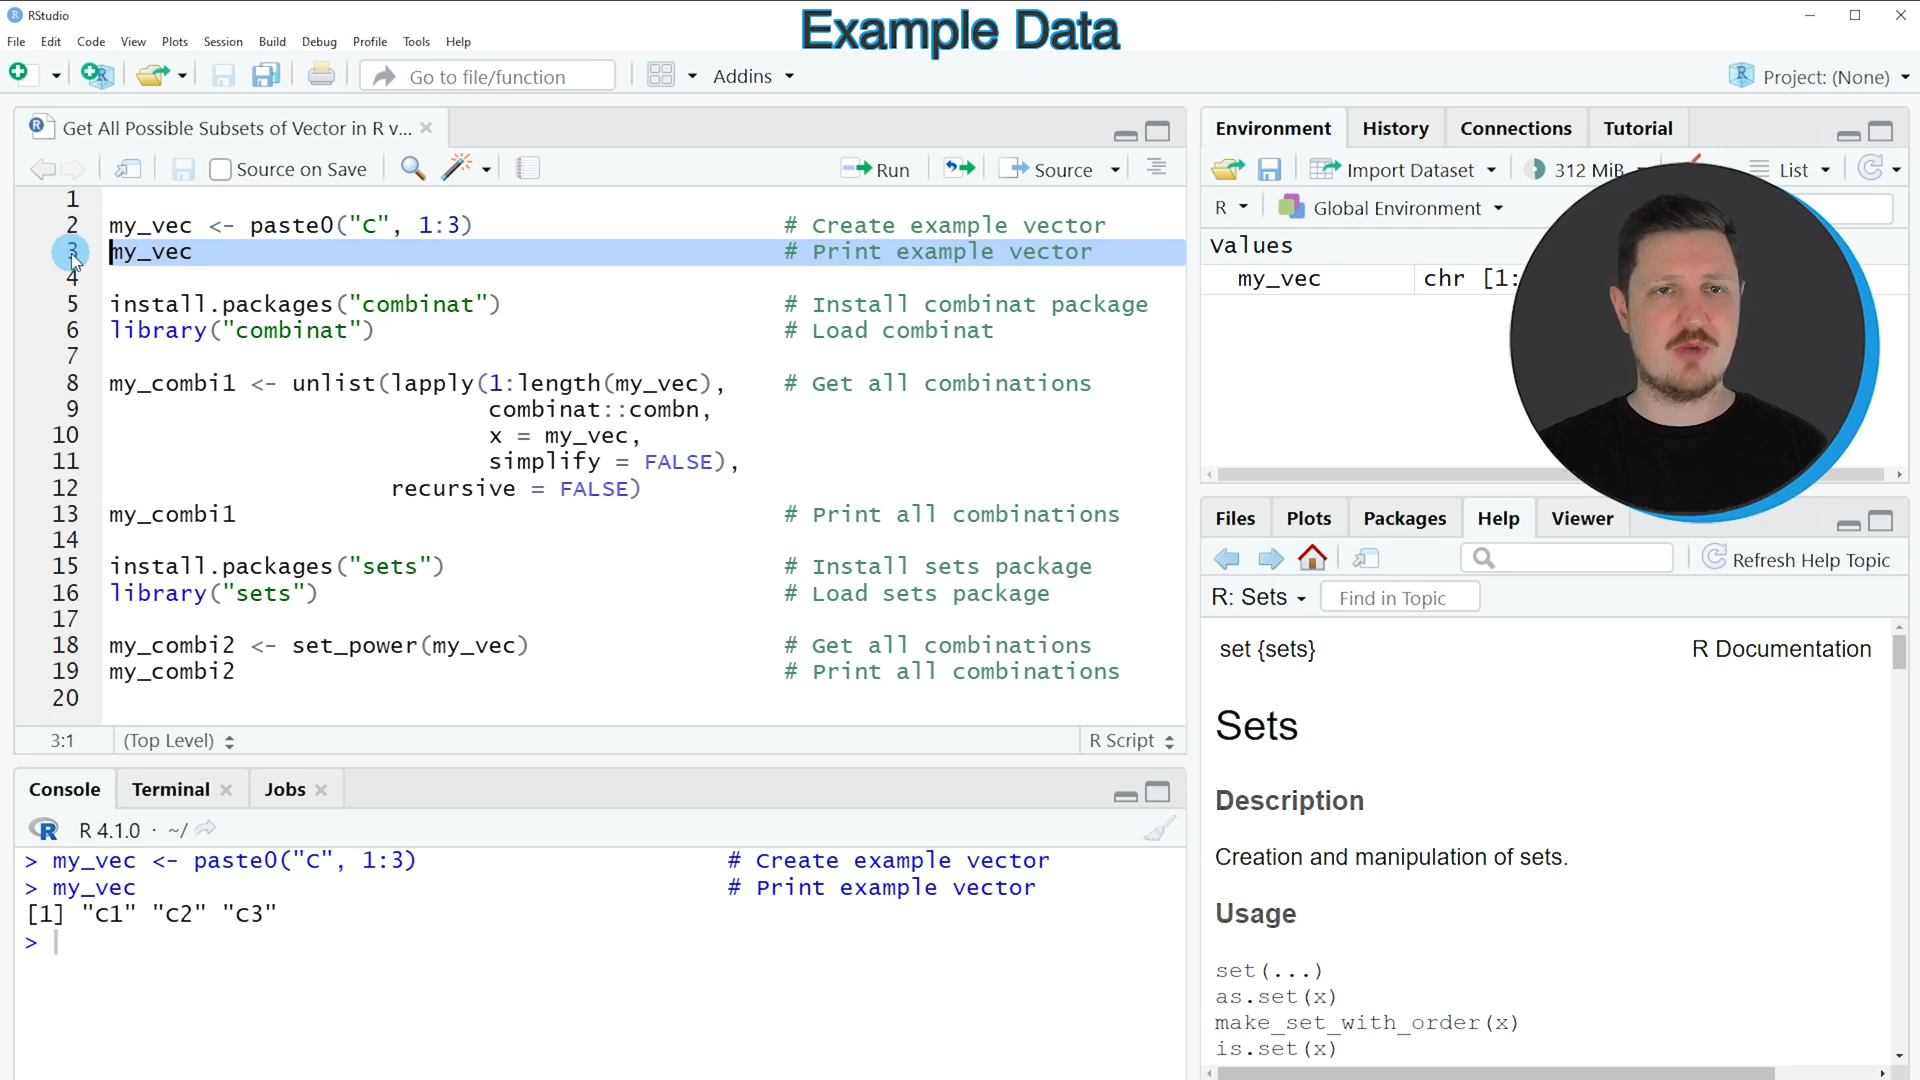 RStudio
Example Data
File Edit Code View Plots Session Build Debug Profile Tools Help
Go to file/function
Addins
Project: (None)
Get All Possible Subsets of Vector in R v...
Source on Save
Run
Source
1
2 my_vec <- paste0("c", 1:3) # Create example vector
3 my_vec # Print example vector
4
5 install.packages("combinat") # Install combinat package
6 library("combinat") # Load combinat
7
8 my_combi1 <- unlist(lapply(1:length(my_vec), # Get all combinations
9 combinat::combn,
10 x = my_vec,
11 simplify = FALSE),
12 recursive = FALSE)
13 my_combi1 # Print all combinations
14
15 install.packages("sets") # Install sets package
16 library("sets") # Load sets package
17
18 my_combi2 <- set_power(my_vec) # Get all combinations
19 my_combi2 # Print all combinations
20
3:1 (Top Level) R Script
Console Terminal Jobs
R 4.1.0 · ~/
> my_vec <- paste0("c", 1:3) # Create example vector
> my_vec # Print example vector
[1] "c1" "c2" "c3"
>
Environment History Connections Tutorial
Import Dataset 312 MiB List
R Global Environment
Values
my_vec chr [1:
Files Plots Packages Help Viewer
Refresh Help Topic
R: Sets Find in Topic
set {sets} R Documentation
Sets
Description
Creation and manipulation of sets.
Usage
set(...)
as.set(x)
make_set_with_order(x)
is.set(x)